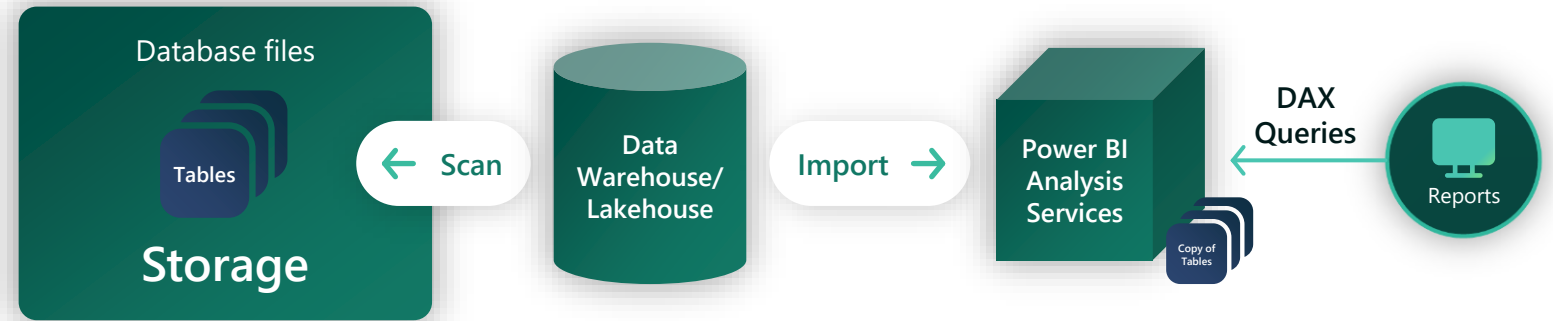 Database files
Tables
Storage
Scan
Data
Warehouse/
Lakehouse
Import
Power BI
Analysis
Services
Copy of
Tables
DAX
Queries
Reports